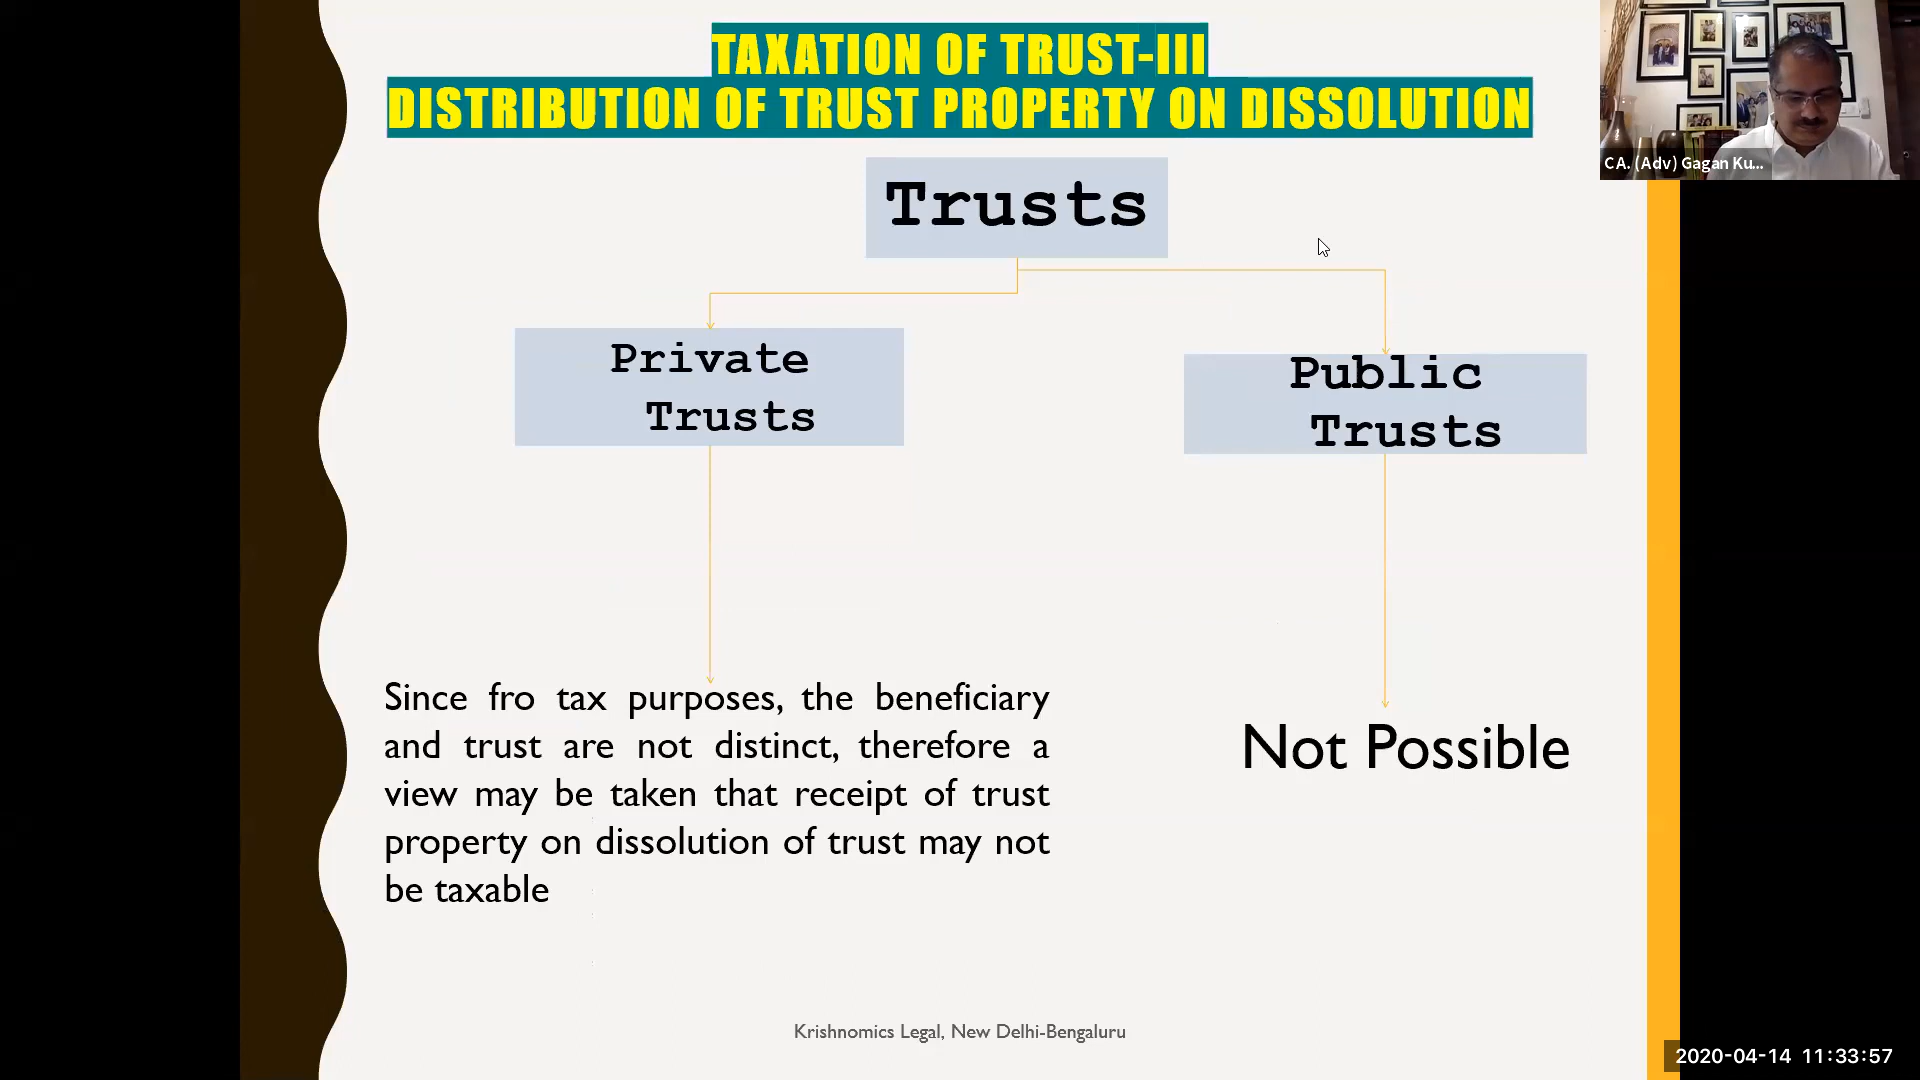 TAXATION OF TRUST-III
DISTRIBUTION OF TRUST PROPERTY ON DISSOLUTION
CA. (Adv) Gagan Ku...
Trusts
Private
Trusts
Public
Trusts
Since fro tax purposes, the beneficiary
and trust are not distinct, therefore a
view may be taken that receipt of trust
property on dissolution of trust may not
be taxable
Not Possible
Krishnomics Legal, New Delhi-Bengaluru
2020-04-14 11:33:57